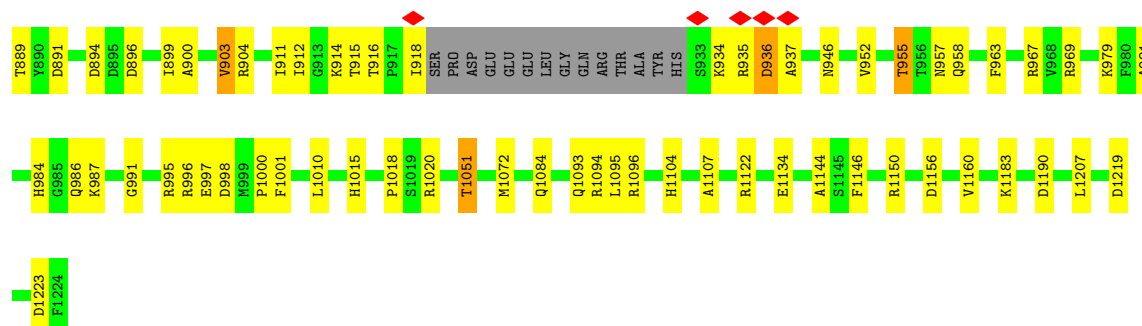 T889 Y890 D891 D894 D895 D896 I899 A900 V903 R904 I911 I912 G913 K914 T915 T916 P917 I918 SER PRO ASP GLU GLU GLU LEU GLU GLY GLN ARG THR ALA TYR HIS S933 K934 R935 D936 A937 N946 V952 T955 T956 N957 Q958 F963 R967 V968 R969 K979 F980
H984 G985 Q986 K987 G991 R995 R996 E997 D998 M999 P1000 F1001 L1010 H1015 P1018 S1019 R1020 T1051 M1072 Q1084 Q1093 R1094 L1095 R1096 H1104 A1107 R1122 E1134 A1144 S1145 F1146 R1150 D1156 V1160 K1183 D1190 L1207 D1219
D1223 F1224